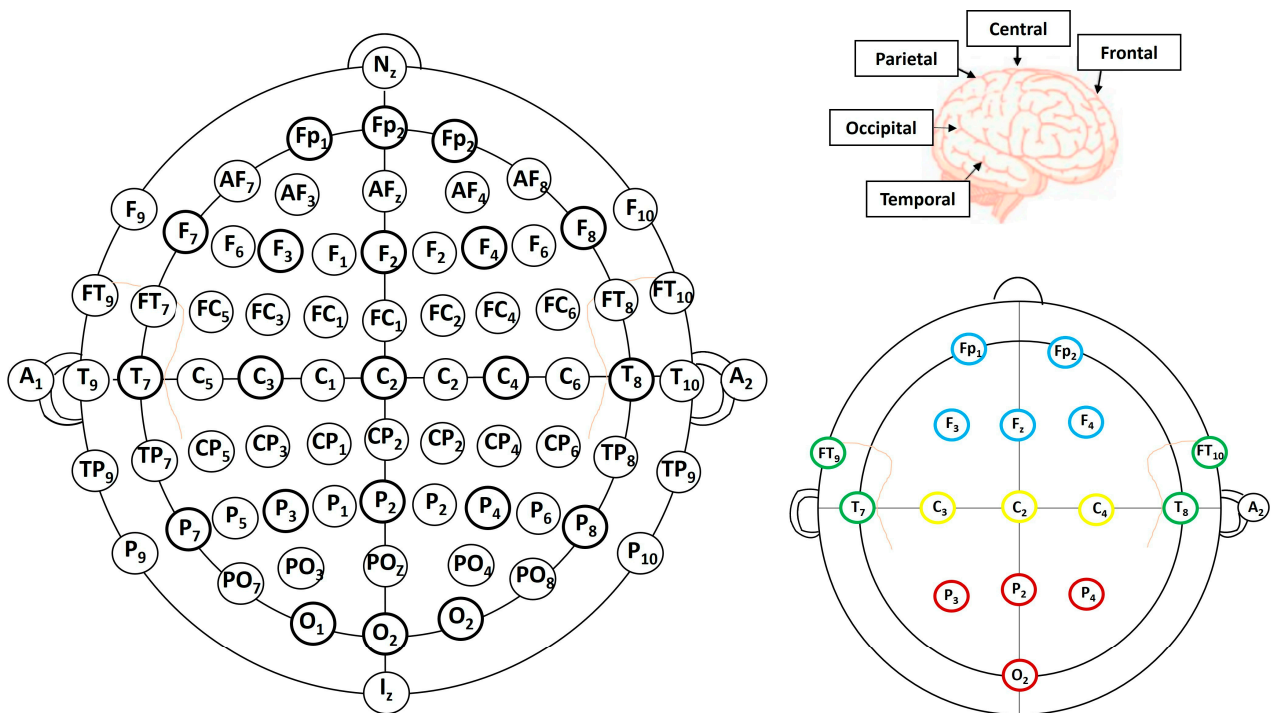 N2
Fp1 Fp2 Fp2
AF7 AF3 AFz AF4 AF8
F9 F10
F7 F6 F3 F1 F2 F2 F4 F6 F8
FT9 FT7 FC5 FC3 FC1 FC1 FC2 FC4 FC6 FT8 FT10
A1 T9 T7 C5 C3 C1 C2 C2 C4 C6 T8 T10 A2
TP9 TP7 CP5 CP3 CP1 CP2 CP2 CP4 CP6 TP8 TP9
P7 P5 P3 P1 P2 P2 P4 P6 P8
P9 PO7 PO3 POZ PO4 PO8 P10
O1 O2 O2
Iz
Central
Parietal
Frontal
Occipital
Temporal
Fp1 Fp2
F3 Fz F4
FT9 FT10
T7 C3 C2 C4 T8 A2
P3 P2 P4
O2